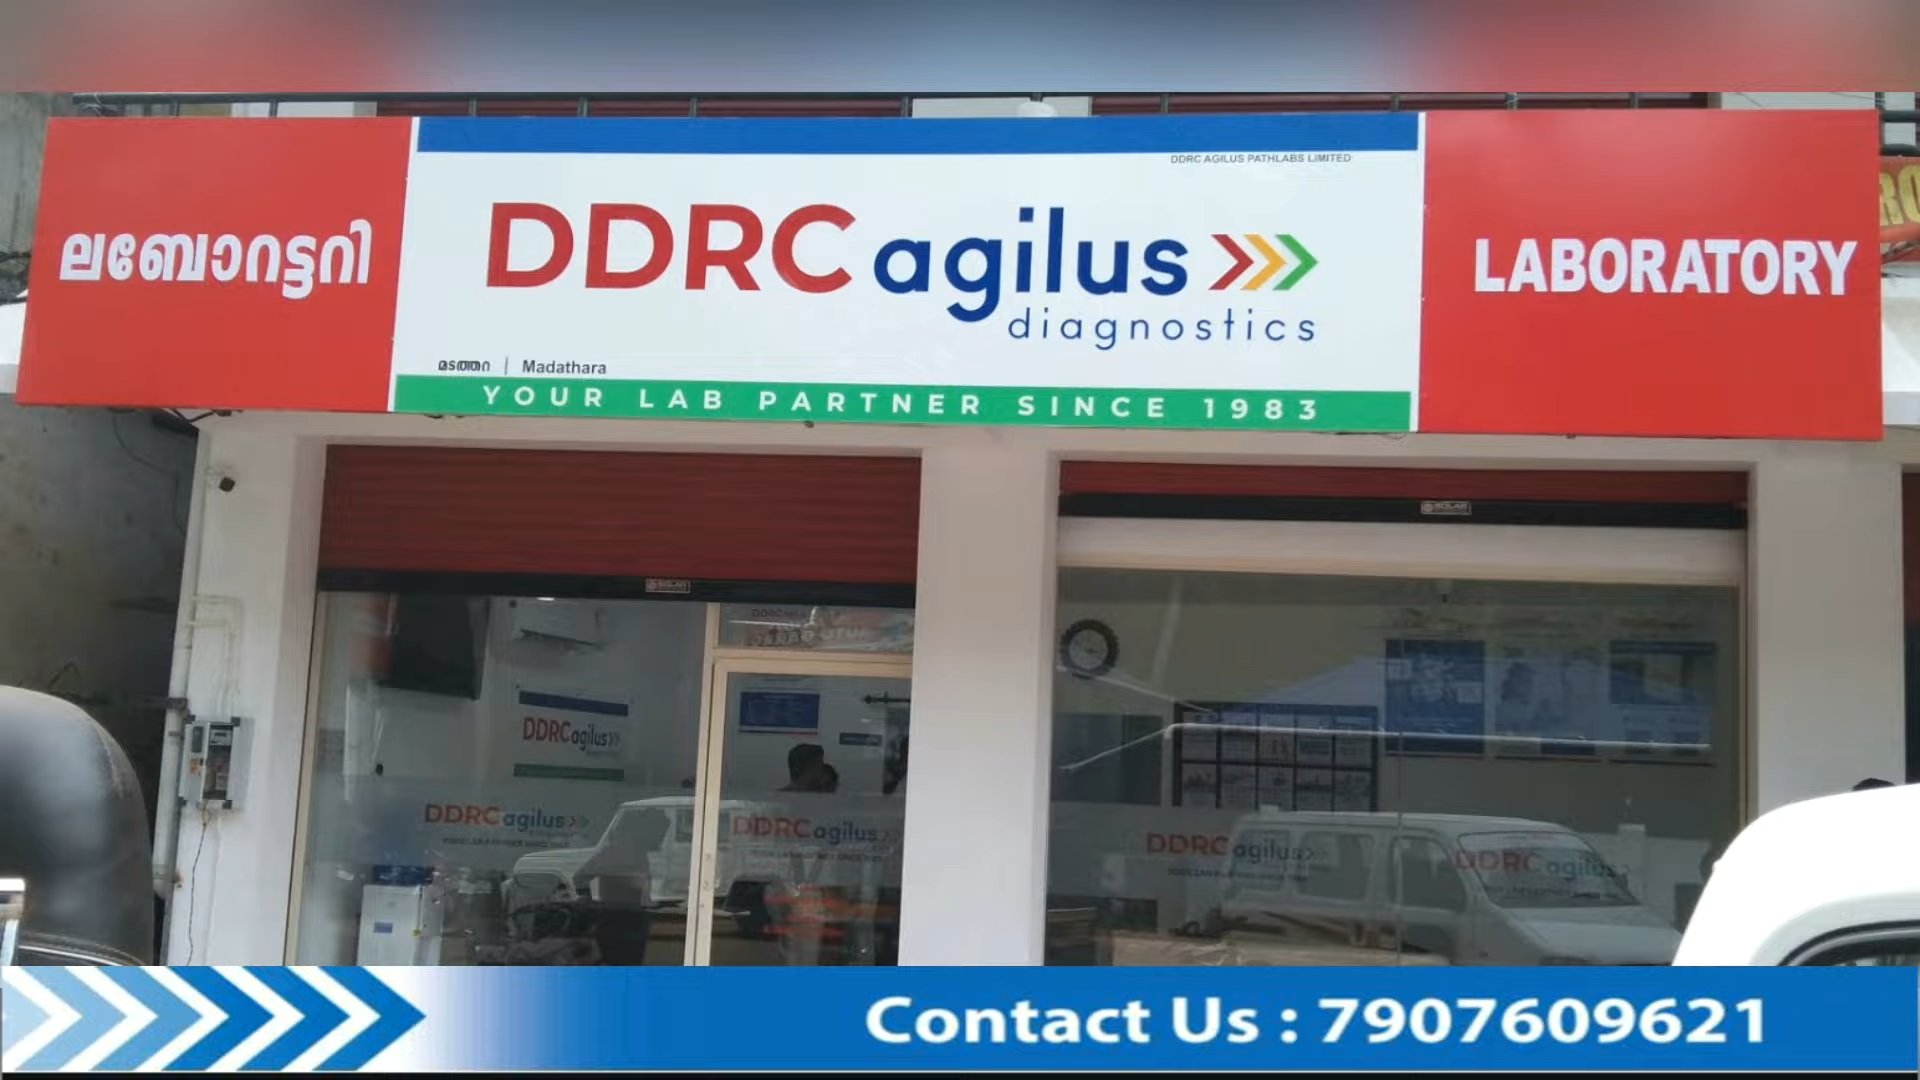 DDRC AGILUS PATHLABS LIMITED
ലബോറട്ടറി
DDRC agilus
diagnostics
LABORATORY
മടത്തറ | Madathara
YOUR LAB PARTNER SINCE 1983
DDRC agilus
DDRC agilus
DDRC agilus
DDRC agilus
DDRC agilus
Contact Us : 7907609621